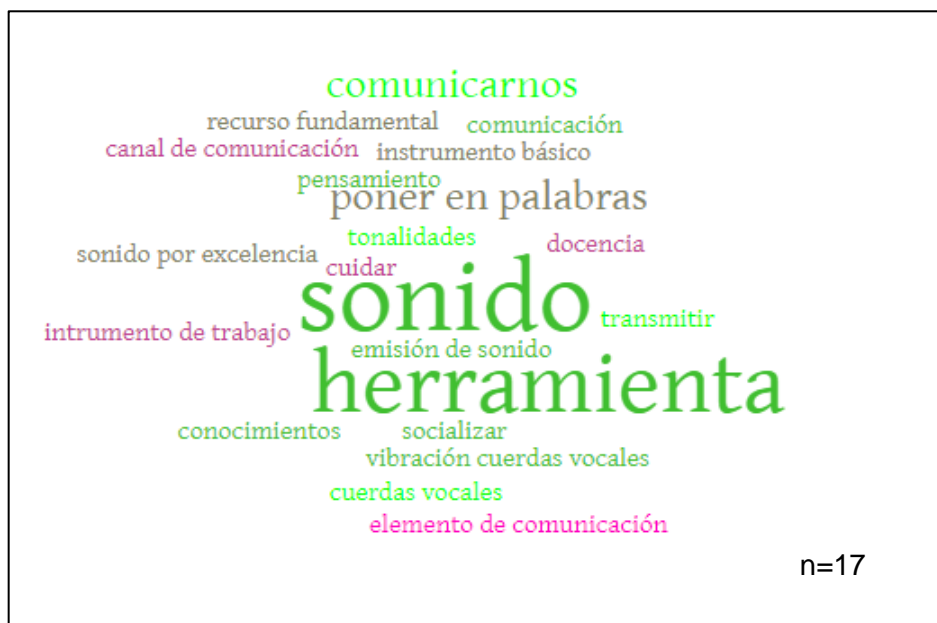 comunicarnos
recurso fundamental comunicación
canal de comunicación instrumento básico
pensamiento
poner en palabras
tonalidades docencia
sonido por excelencia cuidar
sonido
intrumento de trabajo transmitir
emisión de sonido
herramienta
conocimientos socializar
vibración cuerdas vocales
cuerdas vocales
elemento de comunicación
n=17